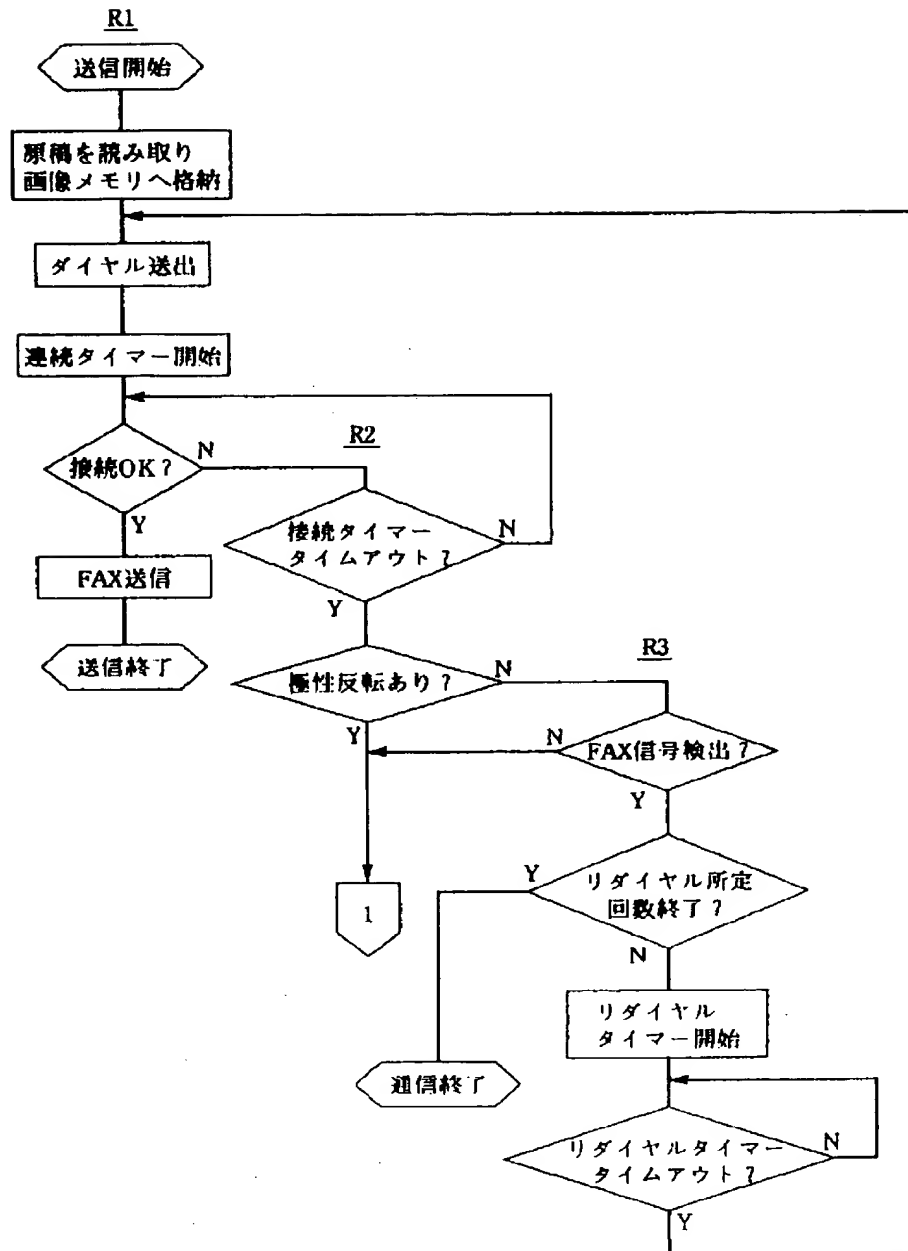 R1
送信開始
原稿を読み取り
画像メモリへ格納
ダイヤル送出
連続タイマー開始
接続OK？
N
Y
FAX送信
送信終了
R2
接続タイマー
タイムアウト？
N
Y
極性反転あり？
N
Y
1
R3
FAX信号検出？
N
Y
リダイヤル所定
回数終了？
Y
N
通信終了
リダイヤル
タイマー開始
リダイヤルタイマー
タイムアウト？
N
Y